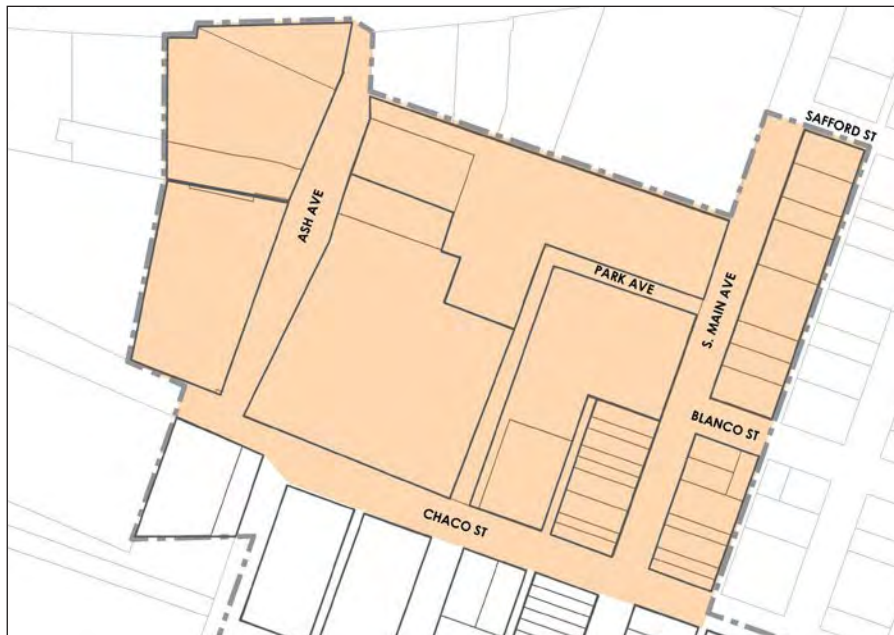 SAFFORD ST
ASH AVE
PARK AVE
S. MAIN AVE
BLANCO ST
CHACO ST